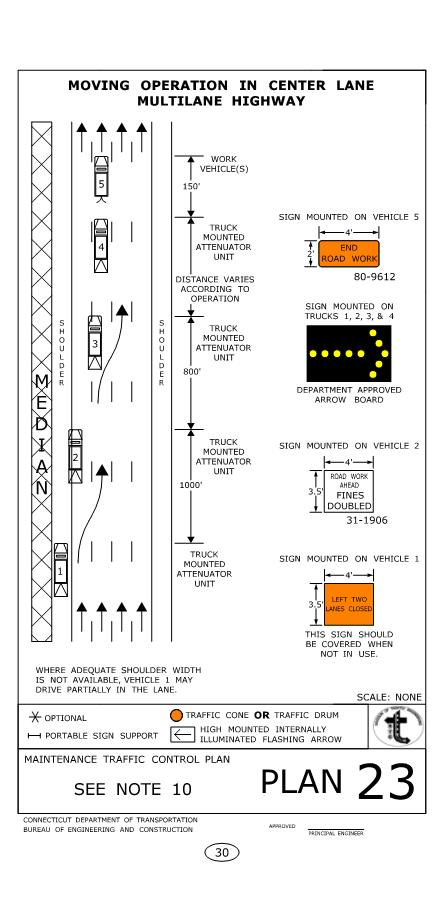 MOVING OPERATION IN CENTER LANE
MULTILANE HIGHWAY
WORK
VEHICLE(S)
5
150'
SIGN MOUNTED ON VEHICLE 5
4'
END
ROAD WORK
2'
80-9612
TRUCK
MOUNTED
ATTENUATOR
UNIT
4
DISTANCE VARIES
ACCORDING TO
OPERATION
SIGN MOUNTED ON
TRUCKS 1, 2, 3, & 4
DEPARTMENT APPROVED
ARROW BOARD
SHOULDER
SHOULDER
3
TRUCK
MOUNTED
ATTENUATOR
UNIT
800'
MEDIAN
2
TRUCK
MOUNTED
ATTENUATOR
UNIT
1000'
SIGN MOUNTED ON VEHICLE 2
4'
3.5'
ROAD WORK
AHEAD
FINES
DOUBLED
31-1906
1
TRUCK
MOUNTED
ATTENUATOR
UNIT
SIGN MOUNTED ON VEHICLE 1
4'
3.5'
LEFT TWO
LANES CLOSED
THIS SIGN SHOULD
BE COVERED WHEN
NOT IN USE.
WHERE ADEQUATE SHOULDER WIDTH
IS NOT AVAILABLE, VEHICLE 1 MAY
DRIVE PARTIALLY IN THE LANE.
SCALE: NONE
OPTIONAL
TRAFFIC CONE OR TRAFFIC DRUM
PORTABLE SIGN SUPPORT
HIGH MOUNTED INTERNALLY
ILLUMINATED FLASHING ARROW
MAINTENANCE TRAFFIC CONTROL PLAN
SEE NOTE 10
PLAN 23
CONNECTICUT DEPARTMENT OF TRANSPORTATION
BUREAU OF ENGINEERING AND CONSTRUCTION
APPROVED
PRINCIPAL ENGINEER
30